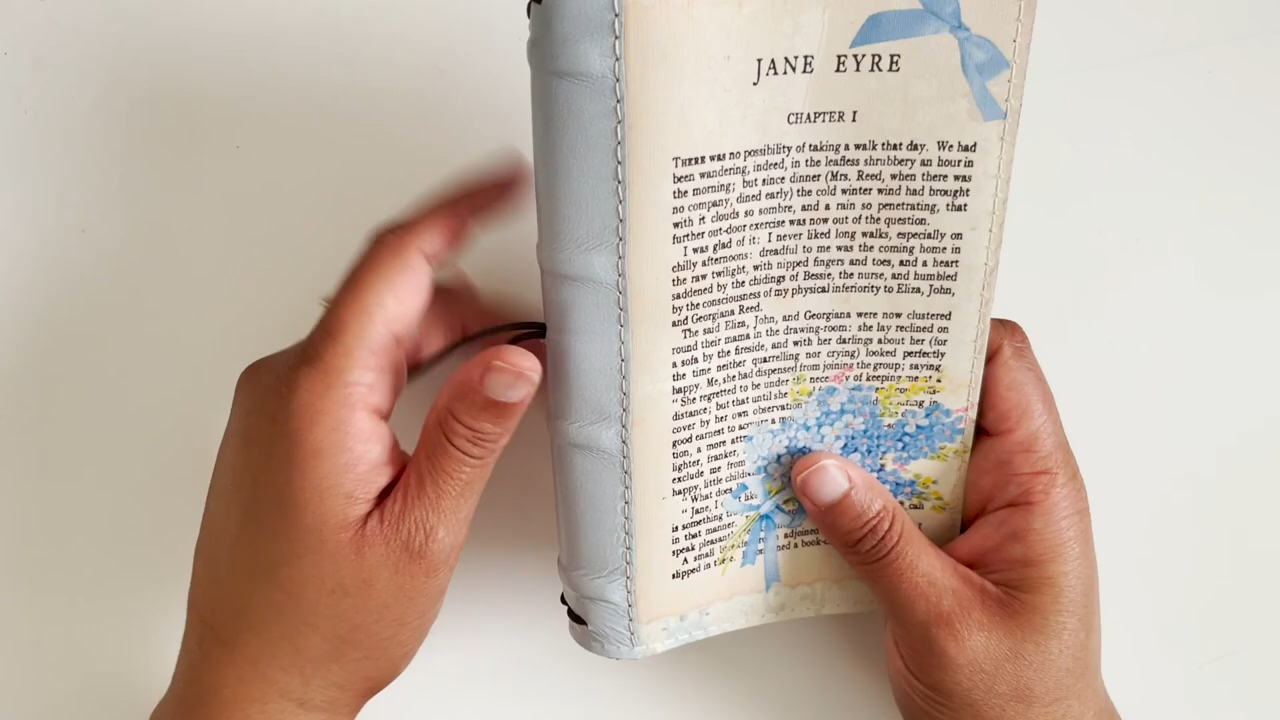 JANE EYRE
CHAPTER I
THERE was no possibility of taking a walk that day. We had
been wandering, indeed, in the leafless shrubbery an hour in
the morning; but since dinner (Mrs. Reed, when there was
no company, dined early) the cold winter wind had brought
with it clouds so sombre, and a rain so penetrating, that
further out-door exercise was now out of the question.
I was glad of it: I never liked long walks, especially on
chilly afternoons: dreadful to me was the coming home in
the raw twilight, with nipped fingers and toes, and a heart
saddened by the chidings of Bessie, the nurse, and humbled
by the consciousness of my physical inferiority to Eliza, John,
and Georgiana Reed.
The said Eliza, John, and Georgiana were now clustered
round their mama in the drawing-room: she lay reclined on
a sofa by the fireside, and with her darlings about her (for
the time neither quarrelling nor crying) looked perfectly
happy. Me, she had dispensed from joining the group; saying,
"She regretted to be under the necessity of keeping me at a
distance; but that until she
cover by her own observation
good earnest to acquire a
tion, a more
lighter, franker,
exclude me from
happy, little
"What does
"Jane, I
is something
in that manner.
speak
A small adjoined
slipped in there. a